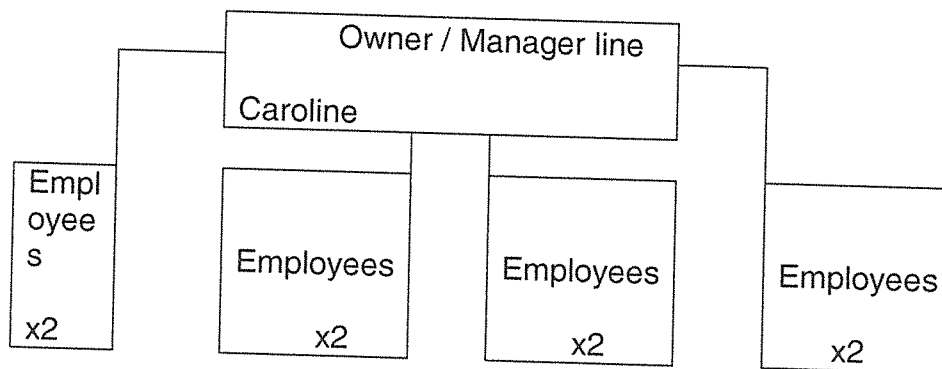 Owner / Manager line
Caroline
Empl
oyee
s
x2
Employees
x2
Employees
x2
Employees
x2